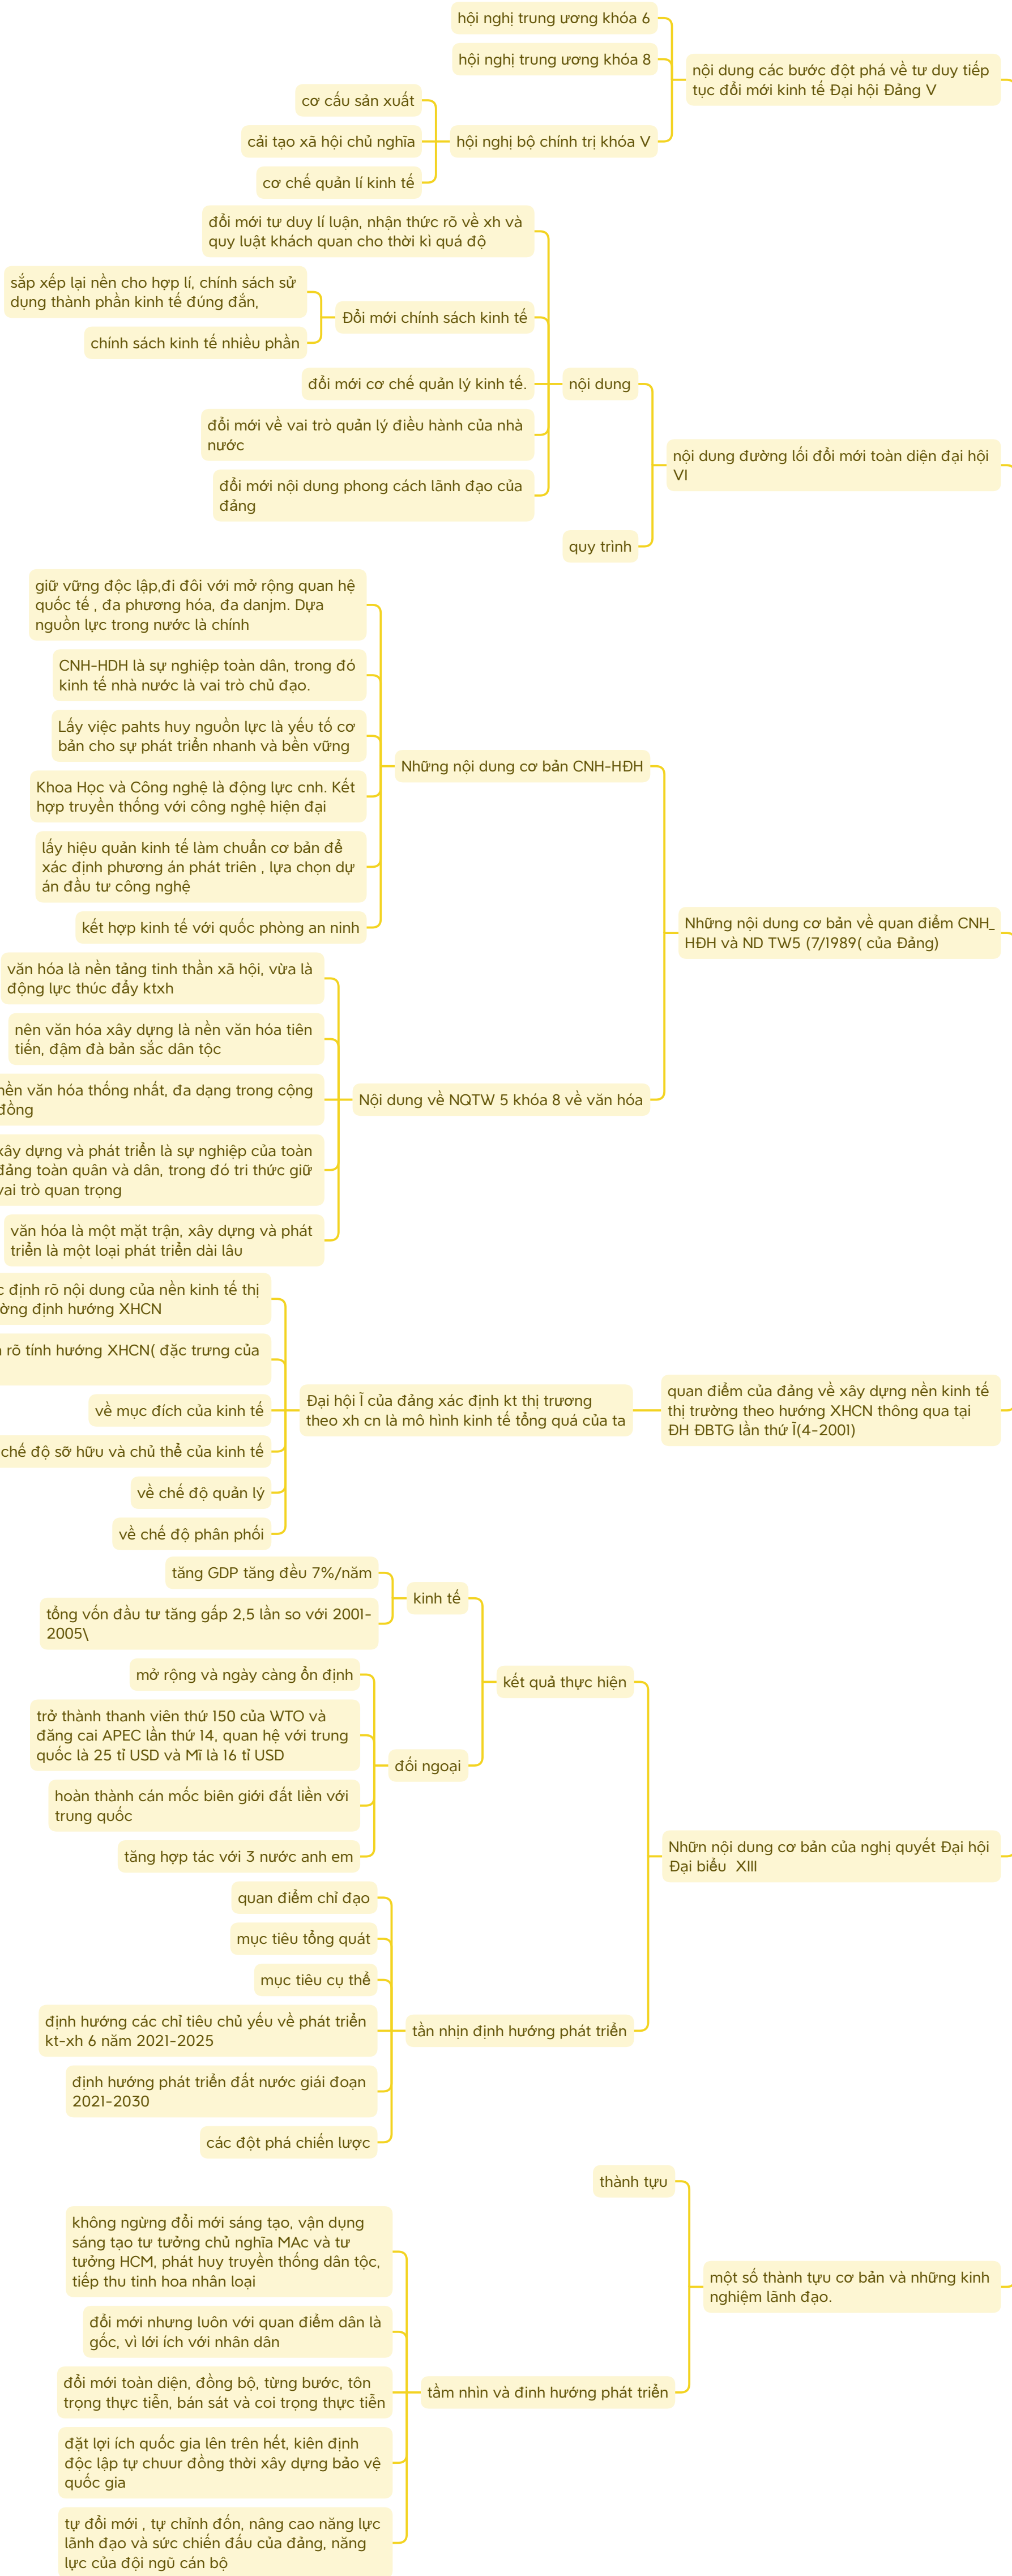 hội nghị trung ương khóa 6
hội nghị trung ương khóa 8
nội dung các bước đột phá về tư duy tiếp
tục đổi mới kinh tế Đại hội Đảng V
cơ cấu sản xuất
cải tạo xã hội chủ nghĩa
hội nghị bộ chính trị khóa V
cơ chế quản lí kinh tế
đổi mới tư duy lí luận, nhận thức rõ về xh và
quy luật khách quan cho thời kì quá độ
sắp xếp lại nền cho hợp lí, chính sách sử
dụng thành phần kinh tế đúng đắn,
Đổi mới chính sách kinh tế
chính sách kinh tế nhiều phần
đổi mới cơ chế quản lý kinh tế.
nội dung
đổi mới về vai trò quản lý điều hành của nhà
nước
nội dung đường lối đổi mới toàn diện đại hội
VI
đổi mới nội dung phong cách lãnh đạo của
đảng
quy trình
giữ vững độc lập,đi đôi với mở rộng quan hệ
quốc tế , đa phương hóa, đa danjm. Dựa
nguồn lực trong nước là chính
CNH-HDH là sự nghiệp toàn dân, trong đó
kinh tế nhà nước là vai trò chủ đạo.
Lấy việc pahts huy nguồn lực là yếu tố cơ
bản cho sự phát triển nhanh và bền vững
Những nội dung cơ bản CNH-HĐH
Khoa Học và Công nghệ là động lực cnh. Kết
hợp truyền thống với công nghệ hiện đại
lấy hiệu quản kinh tế làm chuẩn cơ bản để
xác định phương án phát triên , lựa chọn dự
án đầu tư công nghệ
kết hợp kinh tế với quốc phòng an ninh
Những nội dung cơ bản về quan điểm CNH_
HĐH và ND TW5 (7/1989( của Đảng)
văn hóa là nền tảng tinh thần xã hội, vừa là
động lực thúc đẩy ktxh
nên văn hóa xây dựng là nền văn hóa tiên
tiến, đậm đà bản sắc dân tộc
nền văn hóa thống nhất, đa dạng trong cộng
đồng
Nội dung về NQTW 5 khóa 8 về văn hóa
xây dựng và phát triển là sự nghiệp của toàn
đảng toàn quân và dân, trong đó tri thức giữ
vai trò quan trọng
văn hóa là một mặt trận, xây dựng và phát
triển là một loại phát triển dài lâu
định rõ nội dung của nền kinh tế thị
định hướng XHCN
rõ tính hướng XHCN( đặc trưng của
về mục đích của kinh tế
Đại hội Ĩ của đảng xác định kt thị trương
theo xh cn là mô hình kinh tế tổng quá của ta
quan điểm của đảng về xây dựng nền kinh tế
thị trường theo hướng XHCN thông qua tại
ĐH ĐBTG lần thứ Ĩ(4-2001)
chế độ sỡ hữu và chủ thể của kinh tế
về chế độ quản lý
về chế độ phân phối
tăng GDP tăng đều 7%/năm
kinh tế
tổng vốn đầu tư tăng gấp 2,5 lần so với 2001-
2005\
mở rộng và ngày càng ổn định
kết quả thực hiện
trở thành thanh viên thứ 150 của WTO và
đăng cai APEC lần thứ 14, quan hệ với trung
quốc là 25 tỉ USD và Mĩ là 16 tỉ USD
đối ngoại
hoàn thành cán mốc biên giới đất liền với
trung quốc
tăng hợp tác với 3 nước anh em
Nhữn nội dung cơ bản của nghị quyết Đại hội
Đại biểu  XIII
quan điểm chỉ đạo
mục tiêu tổng quát
mục tiêu cụ thể
định hướng các chỉ tiêu chủ yếu về phát triển
kt-xh 6 năm 2021-2025
tần nhịn định hướng phát triển
định hướng phát triển đất nước giái đoạn
2021-2030
các đột phá chiến lược
thành tựu
không ngừng đổi mới sáng tạo, vận dụng
sáng tạo tư tưởng chủ nghĩa MAc và tư
tưởng HCM, phát huy truyền thống dân tộc,
tiếp thu tinh hoa nhân loại
một số thành tựu cơ bản và những kinh
nghiệm lãnh đạo.
đổi mới nhưng luôn với quan điểm dân là
gốc, vì lới ích với nhân dân
đổi mới toàn diện, đồng bộ, từng bước, tôn
trọng thực tiễn, bán sát và coi trọng thực tiễn
tầm nhìn và đinh hướng phát triển
đặt lợi ích quốc gia lên trên hết, kiên định
độc lập tự chuur đồng thời xây dựng bảo vệ
quốc gia
tự đổi mới , tự chỉnh đốn, nâng cao năng lực
lãnh đạo và sức chiến đấu của đảng, năng
lực của đội ngũ cán bộ